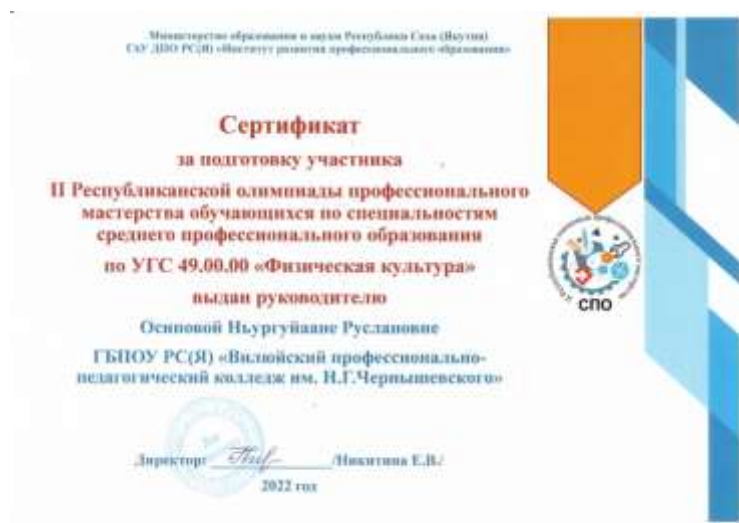 Министерство образования и науки Республики Саха (Якутия)
ГАУ ДПО РС(Я) «Институт развития профессионального образования»
Сертификат
за подготовку участника
II Республиканской олимпиады профессионального
мастерства обучающихся по специальностям
среднего профессионального образования
по УГС 49.00.00 «Физическая культура»
выдан руководителю
Осиповой Ньургуйаане Руслановне
ГБПОУ РС(Я) «Вилюйский профессионально-
педагогический колледж им. Н.Г.Чернышевского»
СПО
Директор: /Никитина Е.В./
2022 год